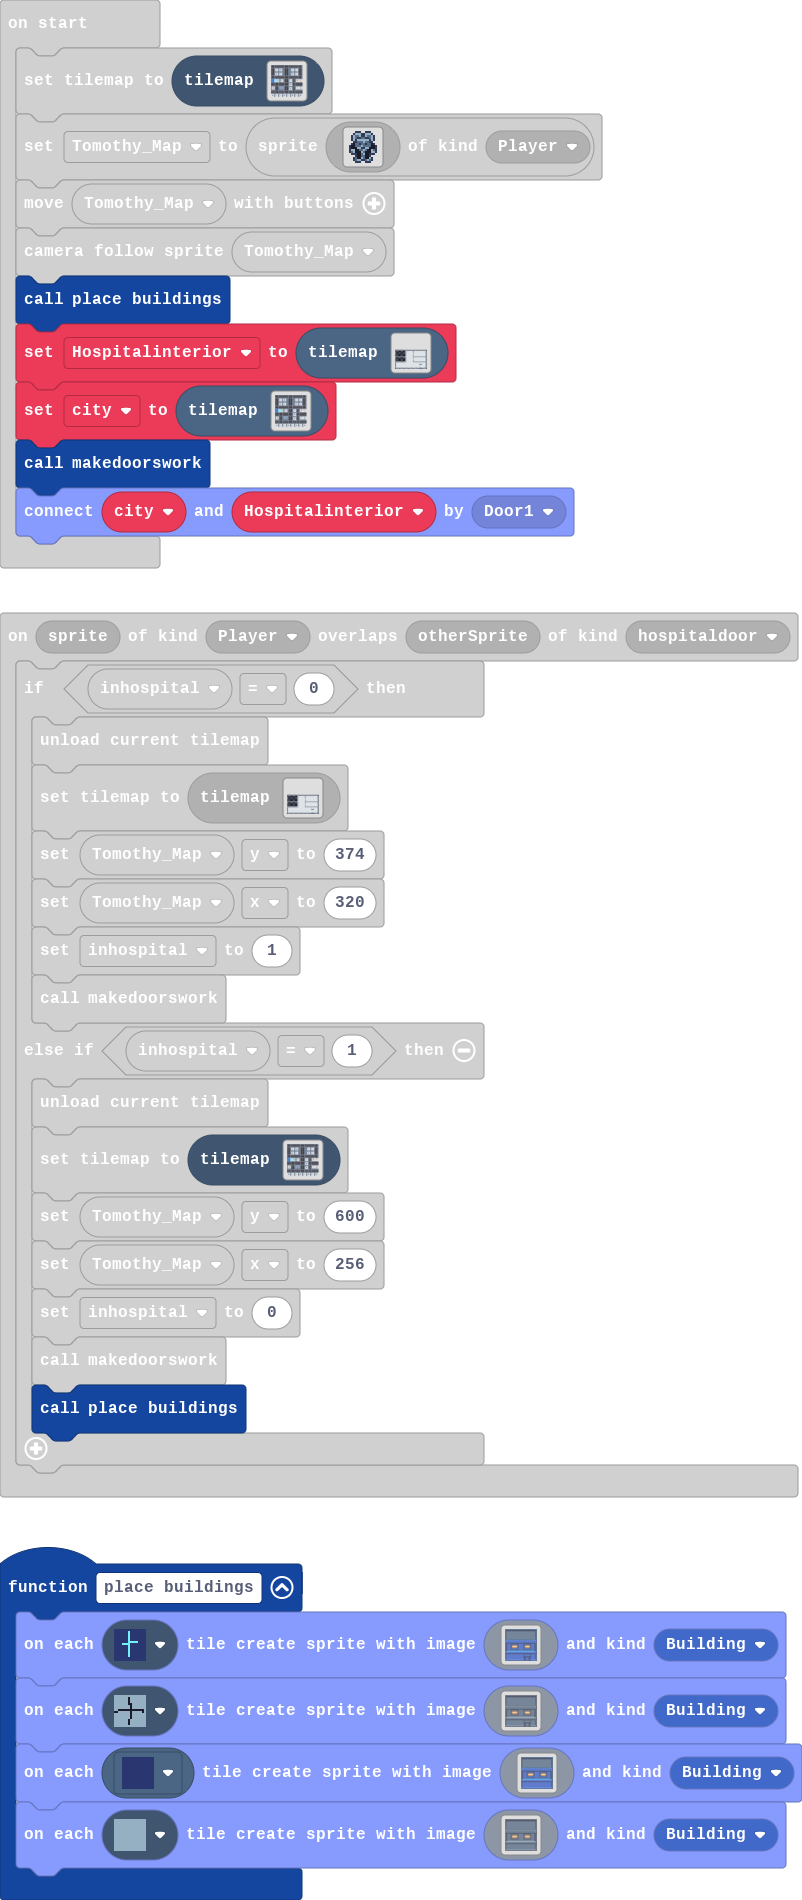 on start
set tilemap to tilemap
set Tomothy_Map to sprite of kind Player
move Tomothy_Map with buttons
camera follow sprite Tomothy_Map
call place buildings
set Hospitalinterior to tilemap
set city to tilemap
call makedoorswork
connect city and Hospitalinterior by Door1
on sprite of kind Player overlaps otherSprite of kind hospitaldoor
if inhospital = 0 then
unload current tilemap
set tilemap to tilemap
set Tomothy_Map y to 374
set Tomothy_Map x to 320
set inhospital to 1
call makedoorswork
else if inhospital = 1 then
unload current tilemap
set tilemap to tilemap
set Tomothy_Map y to 600
set Tomothy_Map x to 256
set inhospital to 0
call makedoorswork
call place buildings
function place buildings
on each tile create sprite with image and kind Building
on each tile create sprite with image and kind Building
on each tile create sprite with image and kind Building
on each tile create sprite with image and kind Building